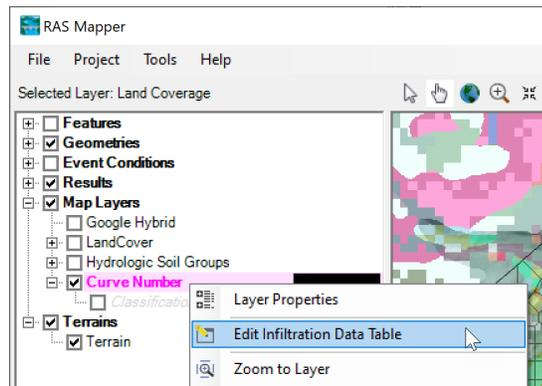 RAS Mapper
File Project Tools Help
Selected Layer: Land Coverage
Features
Geometries
Event Conditions
Results
Map Layers
Google Hybrid
LandCover
Hydrologic Soil Groups
Curve Number
Layer Properties
Edit Infiltration Data Table
Zoom to Layer
Terrains
Terrain